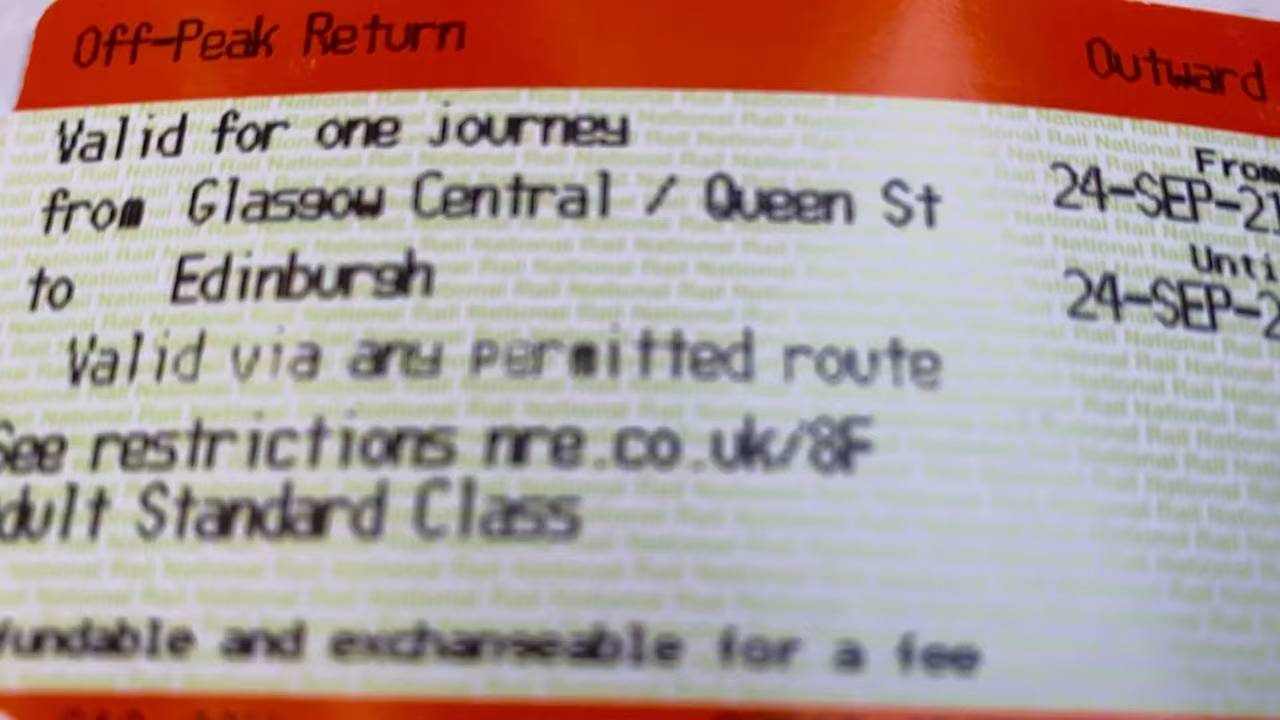 Off-Peak Return Outward
Valid for one journey From
from Glasgow Central / Queen St 24-SEP-21
to Edinburgh Unti
Valid via any permitted route 24-SEP-2
See restrictions nre.co.uk/8F
dult Standard Class
fundable and exchangeable for a fee